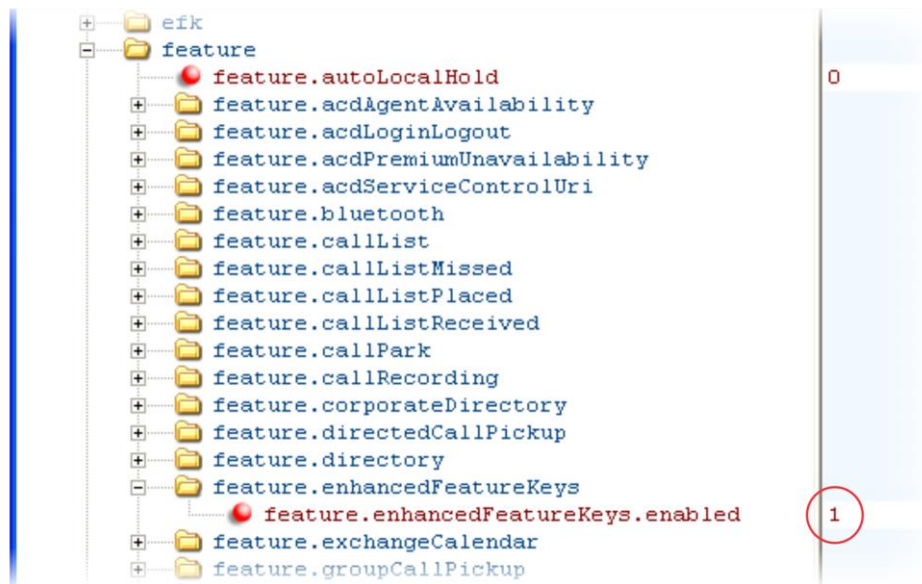 efk
feature
feature.autoLocalHold 0
feature.acdAgentAvailability
feature.acdLoginLogout
feature.acdPremiumUnavailability
feature.acdServiceControlUri
feature.bluetooth
feature.callList
feature.callListMissed
feature.callListPlaced
feature.callListReceived
feature.callPark
feature.callRecording
feature.corporateDirectory
feature.directedCallPickup
feature.directory
feature.enhancedFeatureKeys
feature.enhancedFeatureKeys.enabled 1
feature.exchangeCalendar
feature.groupCallPickup